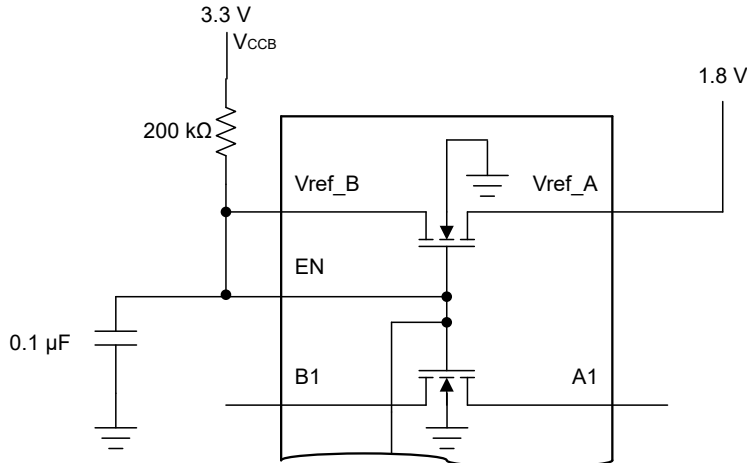 3.3 V
VCCB
1.8 V
200 kΩ
Vref_B
Vref_A
EN
0.1 µF
B1
A1